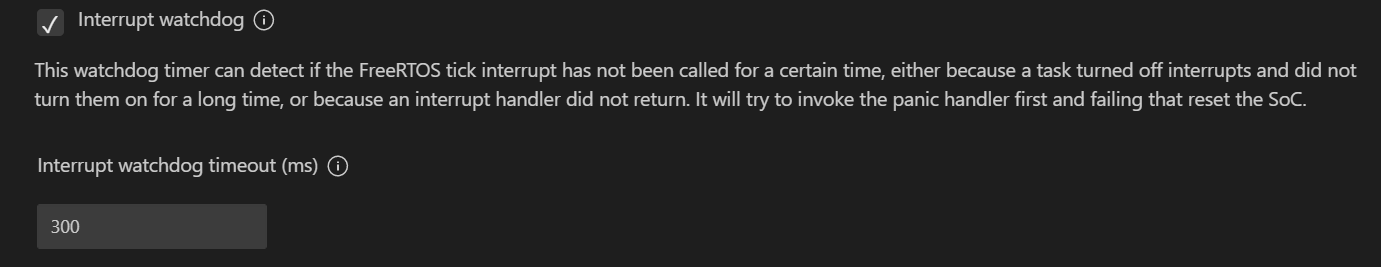 Interrupt watchdog
This watchdog timer can detect if the FreeRTOS tick interrupt has not been called for a certain time, either because a task turned off interrupts and did not
turn them on for a long time, or because an interrupt handler did not return. It will try to invoke the panic handler first and failing that reset the SoC.
Interrupt watchdog timeout (ms)
300